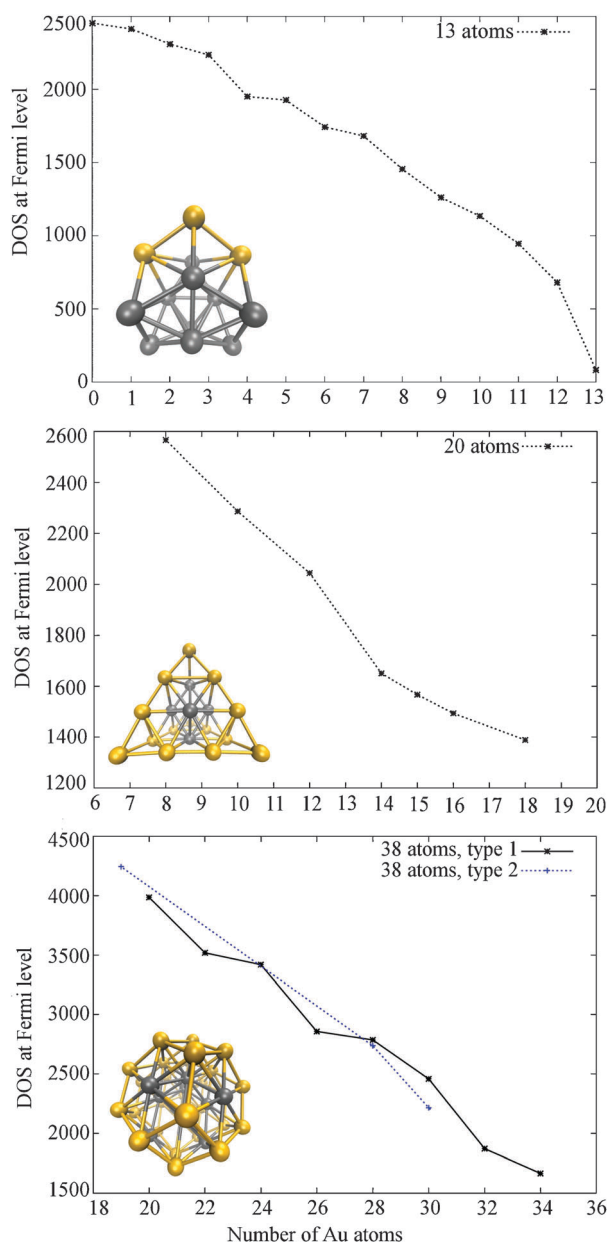 2500
2000
1500
1000
500
0
DOS at Fermi level
13 atoms
0 1 2 3 4 5 6 7 8 9 10 11 12 13
2600
2400
2200
2000
1800
1600
1400
1200
DOS at Fermi level
20 atoms
6 7 8 9 10 11 12 13 14 15 16 17 18 19 20
4500
4000
3500
3000
2500
2000
1500
DOS at Fermi level
38 atoms, type 1
38 atoms, type 2
18 20 22 24 26 28 30 32 34 36
Number of Au atoms